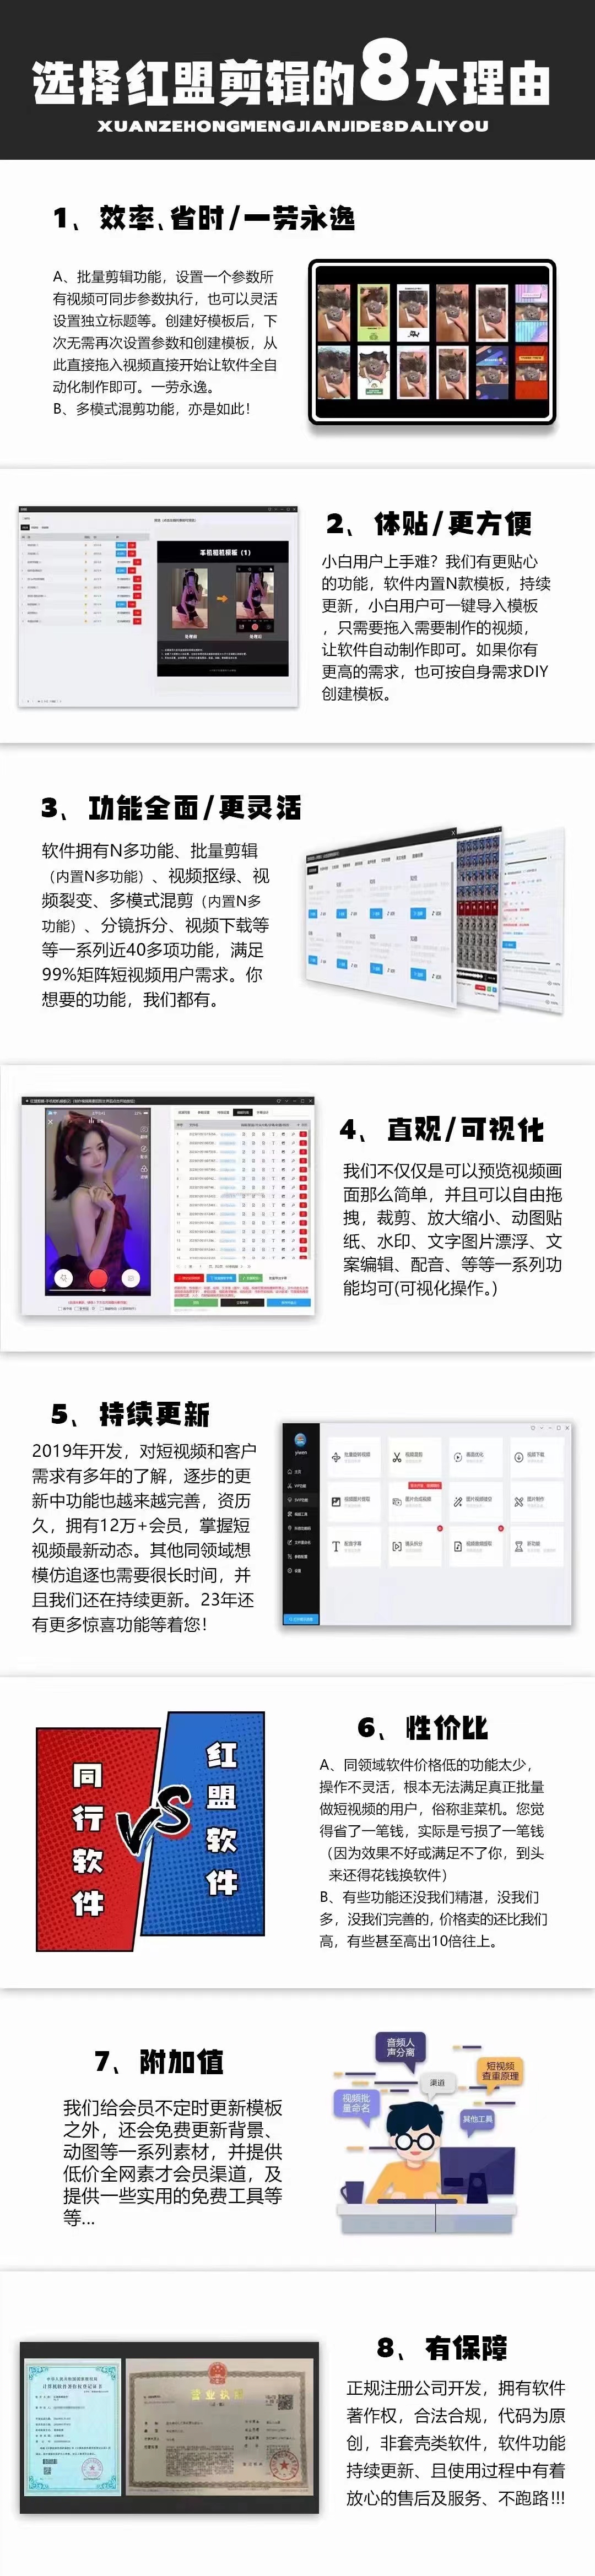 选择红盟剪辑的8大理由
XUANZEHONGMENGJIANJIDE8DALIYOU
1、效率、省时/一劳永逸
A、批量剪辑功能，设置一个参数所
有视频可同步参数执行，也可以灵活
设置独立标题等。创建好模板后，下
次无需再次设置参数和创建模板，从
此直接拖入视频直接开始让软件全自
动化制作即可。一劳永逸。
B、多模式混剪功能，亦是如此！
2、体贴/更方便
小白用户上手难？我们有更贴心
的功能，软件内置N款模板，持续
更新，小白用户可一键导入模板
，只需要拖入需要制作的视频，
让软件自动制作即可。如果你有
更高的需求，也可按自身需求DIY
创建模板。
手机相机模板（1）
3、功能全面/更灵活
软件拥有N多功能、批量剪辑
（内置N多功能）、视频抠绿、视
频裂变、多模式混剪（内置N多
功能）、分镜拆分、视频下载等
等一系列近40多项功能，满足
99%矩阵短视频用户需求。你
想要的功能，我们都有。
4、直观/可视化
我们不仅仅是可以预览视频画
面那么简单，并且可以自由拖
拽，裁剪、放大缩小、动图贴
纸、水印、文字图片漂浮、文
案编辑、配音、等等一系列功
能均可(可视化操作。)
5、持续更新
2019年开发，对短视频和客户
需求有多年的了解，逐步的更
新中功能也越来越完善，资历
久，拥有12万+会员，掌握短
视频最新动态。其他同领域想
模仿追逐也需要很长时间，并
且我们还在持续更新。23年还
有更多惊喜功能等着您！
yiwen
6、性价比
A、同领域软件价格低的功能太少，
操作不灵活，根本无法满足真正批量
做短视频的用户，俗称韭菜机。您觉
得省了一笔钱，实际是亏损了一笔钱
（因为效果不好或满足不了你，到头
来还得花钱换软件）
B、有些功能还没我们精湛，没我们
多，没我们完善的，价格卖的还比我们
高，有些甚至高出10倍往上。
同行软件
VS
红盟软件
7、附加值
我们给会员不定时更新模板
之外，还会免费更新背景、
动图等一系列素材，并提供
低价全网素才会员渠道，及
提供一些实用的免费工具等
等...
音频人
声分离
渠道
短视频
查重原理
视频批
量命名
其他工具
8、有保障
正规注册公司开发，拥有软件
著作权，合法合规，代码为原
创，非套壳类软件，软件功能
持续更新、且使用过程中有着
放心的售后及服务、不跑路!!!
营业执照